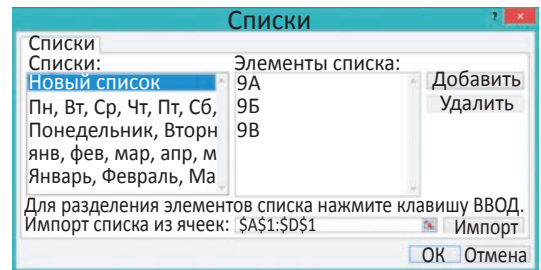 Списки
?
Списки
Списки:
Элементы списка:
Новый список
Пн, Вт, Ср, Чт, Пт, Сб,
Понедельник, Вторн
янв, фев, мар, апр, м
Январь, Февраль, Ма
9А
9Б
9В
Добавить
Удалить
Для разделения элементов списка нажмите клавишу ВВОД.
Импорт списка из ячеек: $A$1:$D$1 Импорт
ОК Отмена